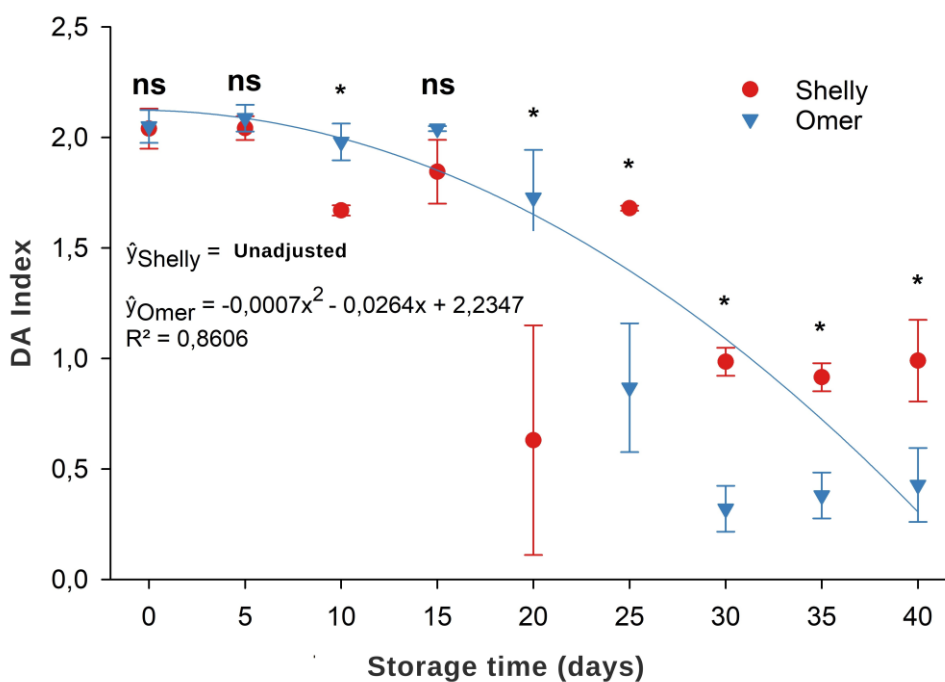 2,5
2,0
1,5
1,0
0,5
0,0
DA Index
ns
ns
*
ns
*
*
*
*
*
Shelly
Omer
ŷShelly = Unadjusted
ŷOmer = -0,0007x² - 0,0264x + 2,2347
R² = 0,8606
0 5 10 15 20 25 30 35 40
Storage time (days)